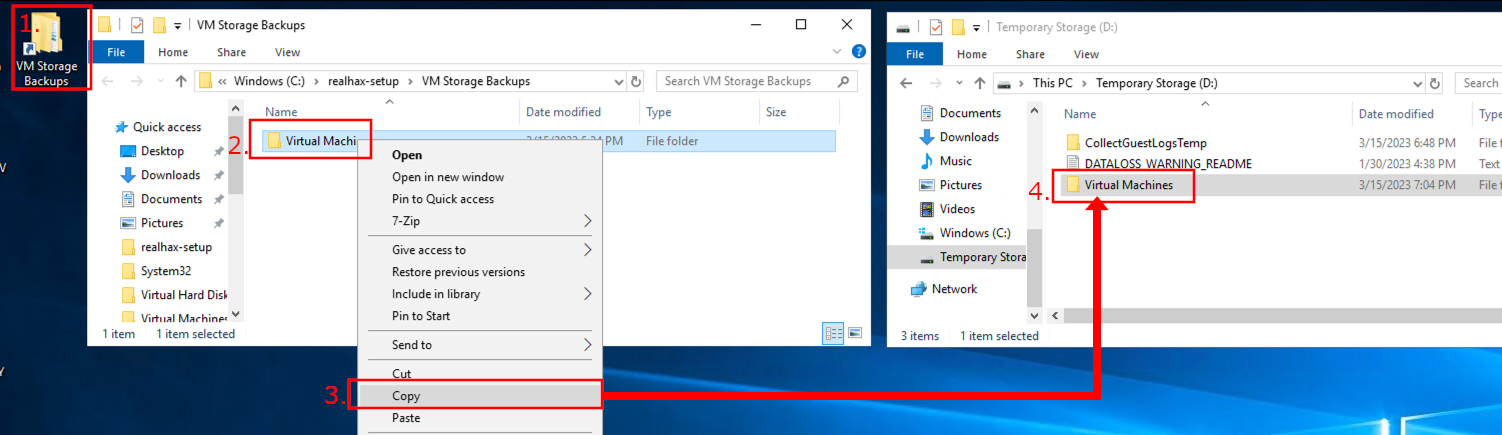 1.
VM Storage
Backups
VM Storage Backups
File Home Share View
« Windows (C:) › realhax-setup › VM Storage Backups
Search VM Storage Backups
Name Date modified Type Size
Quick access
Desktop
Downloads
Documents
Pictures
realhax-setup
System32
Virtual Hard Disk
Virtual Machines
1 item 1 item selected
2.
Virtual Machi
File folder
Open
Open in new window
Pin to Quick access
7-Zip
Give access to
Restore previous versions
Include in library
Pin to Start
Send to
Cut
3.
Copy
Paste
Temporary Storage (D:)
File Home Share View
This PC › Temporary Storage (D:)
Search
Name Date modified Type
Documents
Downloads
Music
Pictures
Videos
Windows (C:)
Temporary Stora
Network
CollectGuestLogsTemp 3/15/2023 6:48 PM File f
DATALOSS_WARNING_README 1/30/2023 4:38 PM Text
4.
Virtual Machines 3/15/2023 7:04 PM File f
3 items 1 item selected